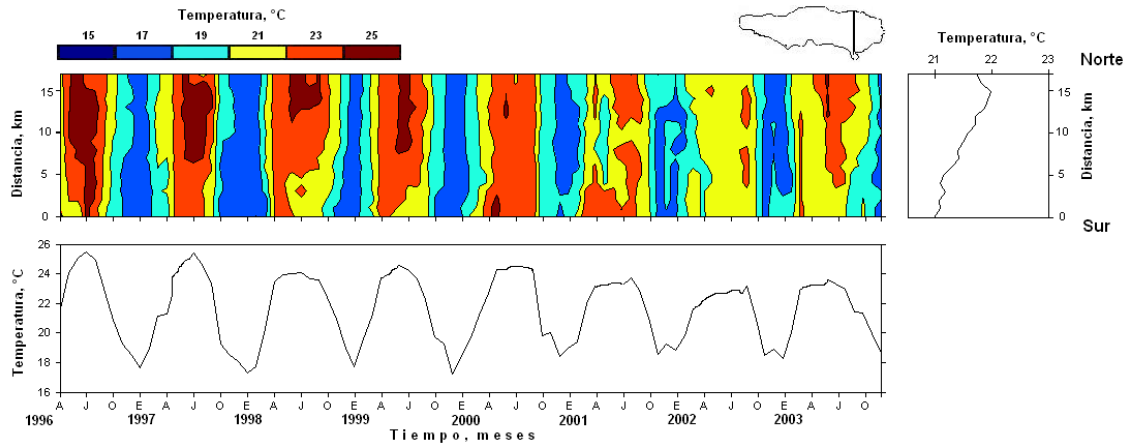 Temperatura, °C
15 17 19 21 23 25
Temperatura, °C
21 22 23
Norte
Distancia, km
15
10
5
0
15
10
5
0
Distancia, km
Sur
Temperatura, °C
26
24
22
20
18
16
A J O E A J O E A J O E A J O E A J O E A J O E A J O E A J O
1996 1997 1998 1999 2000 2001 2002 2003
Tiempo, meses